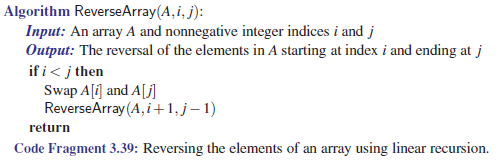 Algorithm ReverseArray(A, i, j):
Input: An array A and nonnegative integer indices i and j
Output: The reversal of the elements in A starting at index i and ending at j
if i < j then
Swap A[i] and A[j]
ReverseArray(A, i+1, j−1)
return
Code Fragment 3.39: Reversing the elements of an array using linear recursion.